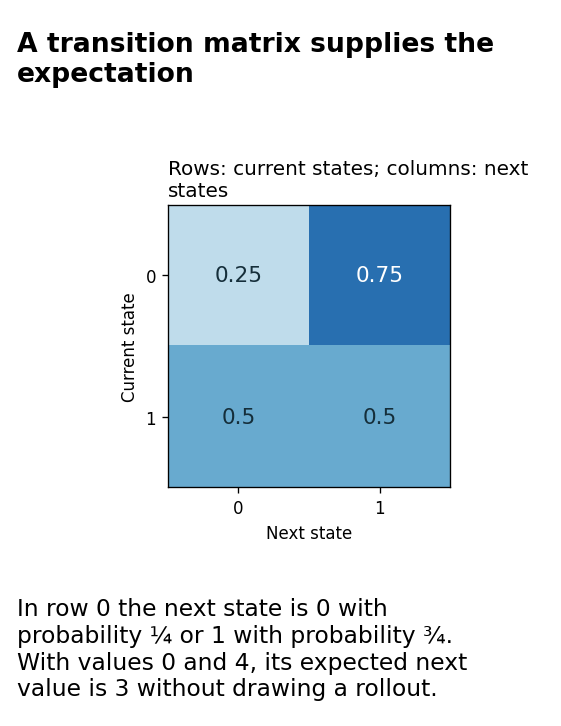 A transition matrix supplies the
expectation
Rows: current states; columns: next
states
0
0.25
0.75
Current state
1
0.5
0.5
0
1
Next state
In row 0 the next state is 0 with
probability ¼ or 1 with probability ¾.
With values 0 and 4, its expected next
value is 3 without drawing a rollout.